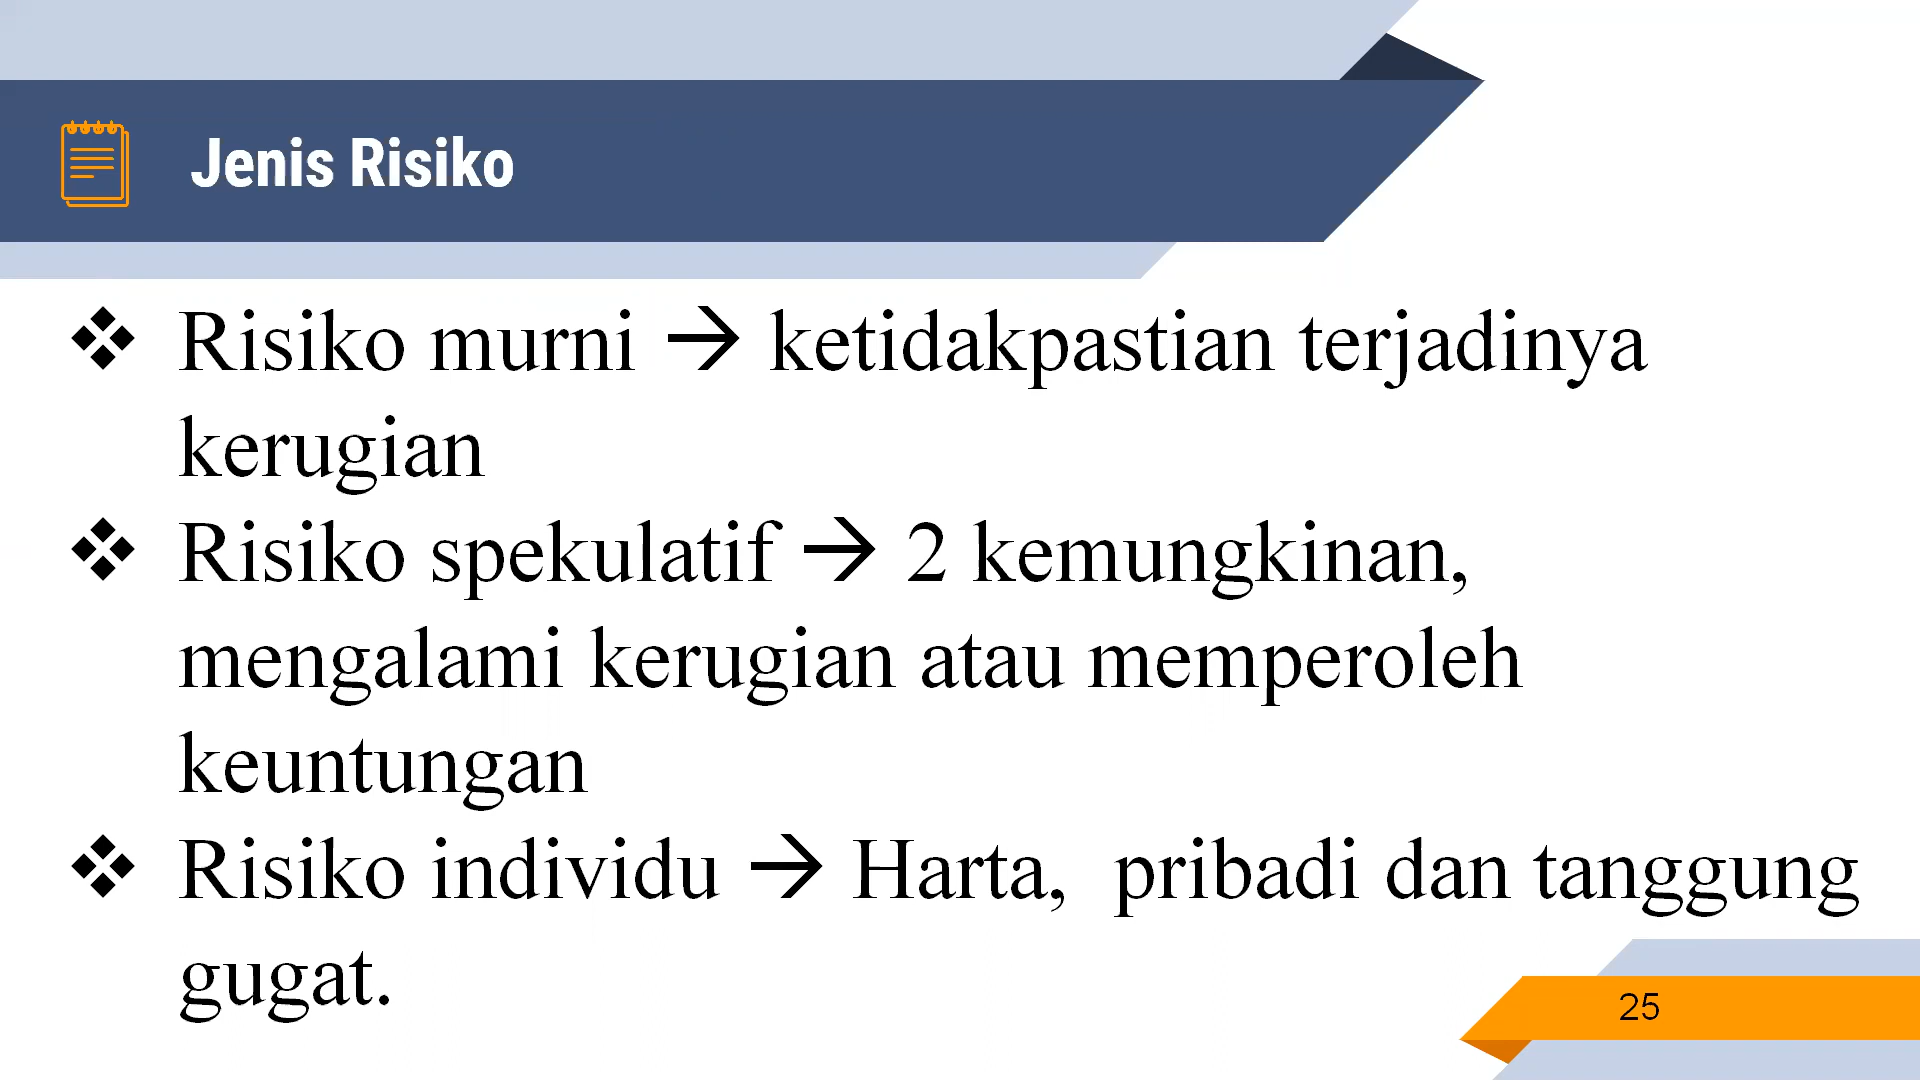 Jenis Risiko
❖ Risiko murni → ketidakpastian terjadinya
kerugian
❖ Risiko spekulatif → 2 kemungkinan,
mengalami kerugian atau memperoleh
keuntungan
❖ Risiko individu → Harta,  pribadi dan tanggung
gugat.
25